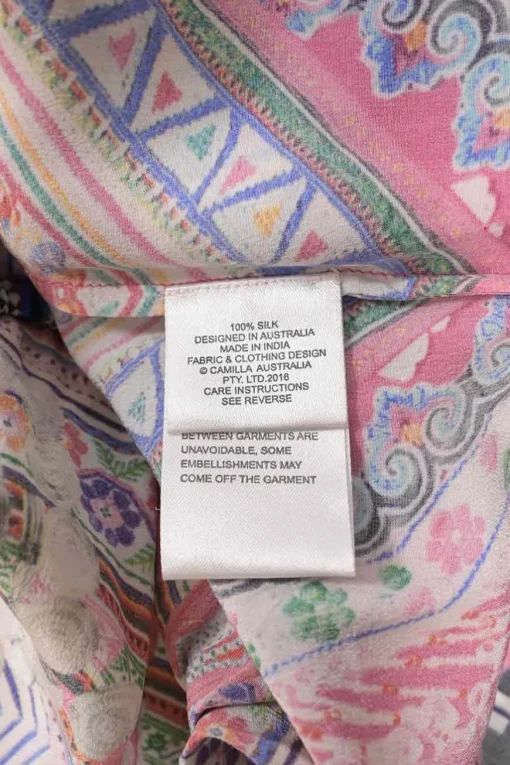 100% SILK
DESIGNED IN AUSTRALIA
MADE IN INDIA
FABRIC & CLOTHING DESIGN
© CAMILLA AUSTRALIA
PTY. LTD.2016
CARE INSTRUCTIONS
SEE REVERSE
BETWEEN GARMENTS ARE
UNAVOIDABLE, SOME
EMBELLISHMENTS MAY
COME OFF THE GARMENT